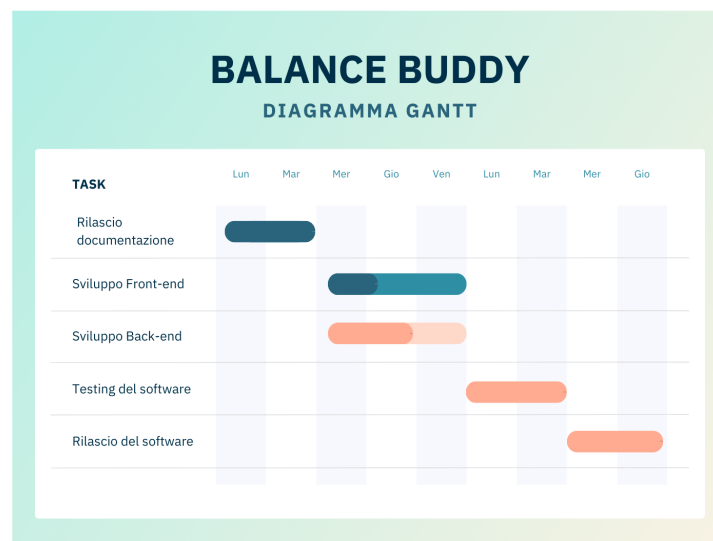 BALANCE BUDDY
DIAGRAMMA GANTT
TASK
Lun Mar Mer Gio Ven Lun Mar Mer Gio
Rilascio
documentazione
Sviluppo Front-end
Sviluppo Back-end
Testing del software
Rilascio del software